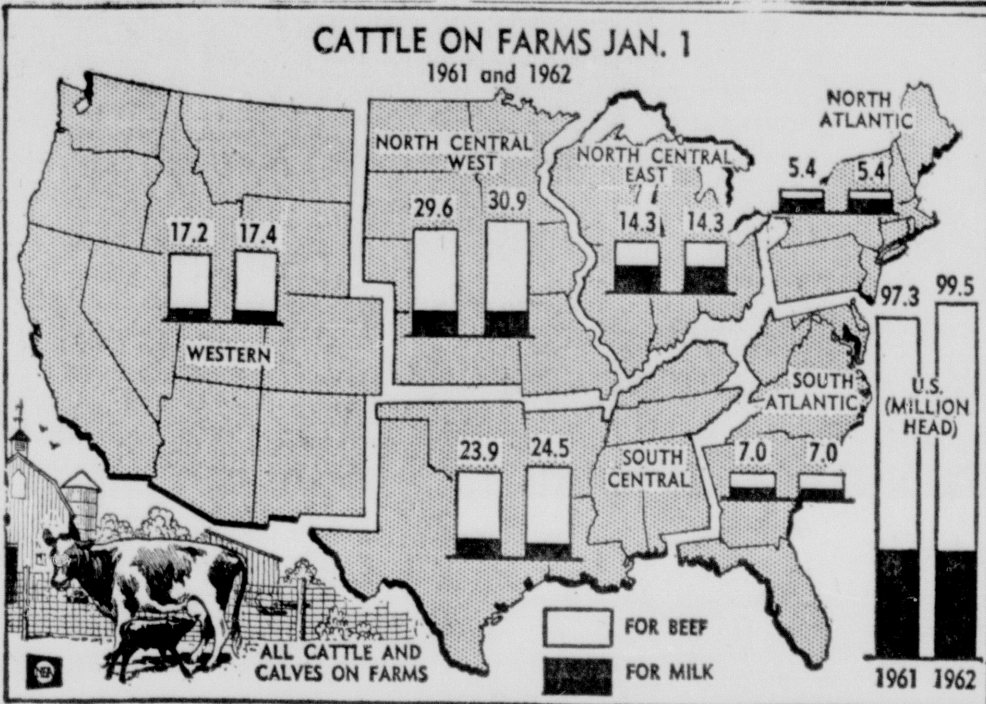 CATTLE ON FARMS JAN. 1
1961 and 1962
NORTH
ATLANTIC
5.4 5.4
NORTH CENTRAL
WEST
29.6 30.9
NORTH CENTRAL
EAST
14.3 14.3
17.2 17.4
WESTERN
97.3 99.5
U.S.
(MILLION
HEAD)
SOUTH
ATLANTIC
7.0 7.0
23.9 24.5
SOUTH
CENTRAL
FOR BEEF
FOR MILK
ALL CATTLE AND
CALVES ON FARMS
NEA
1961 1962